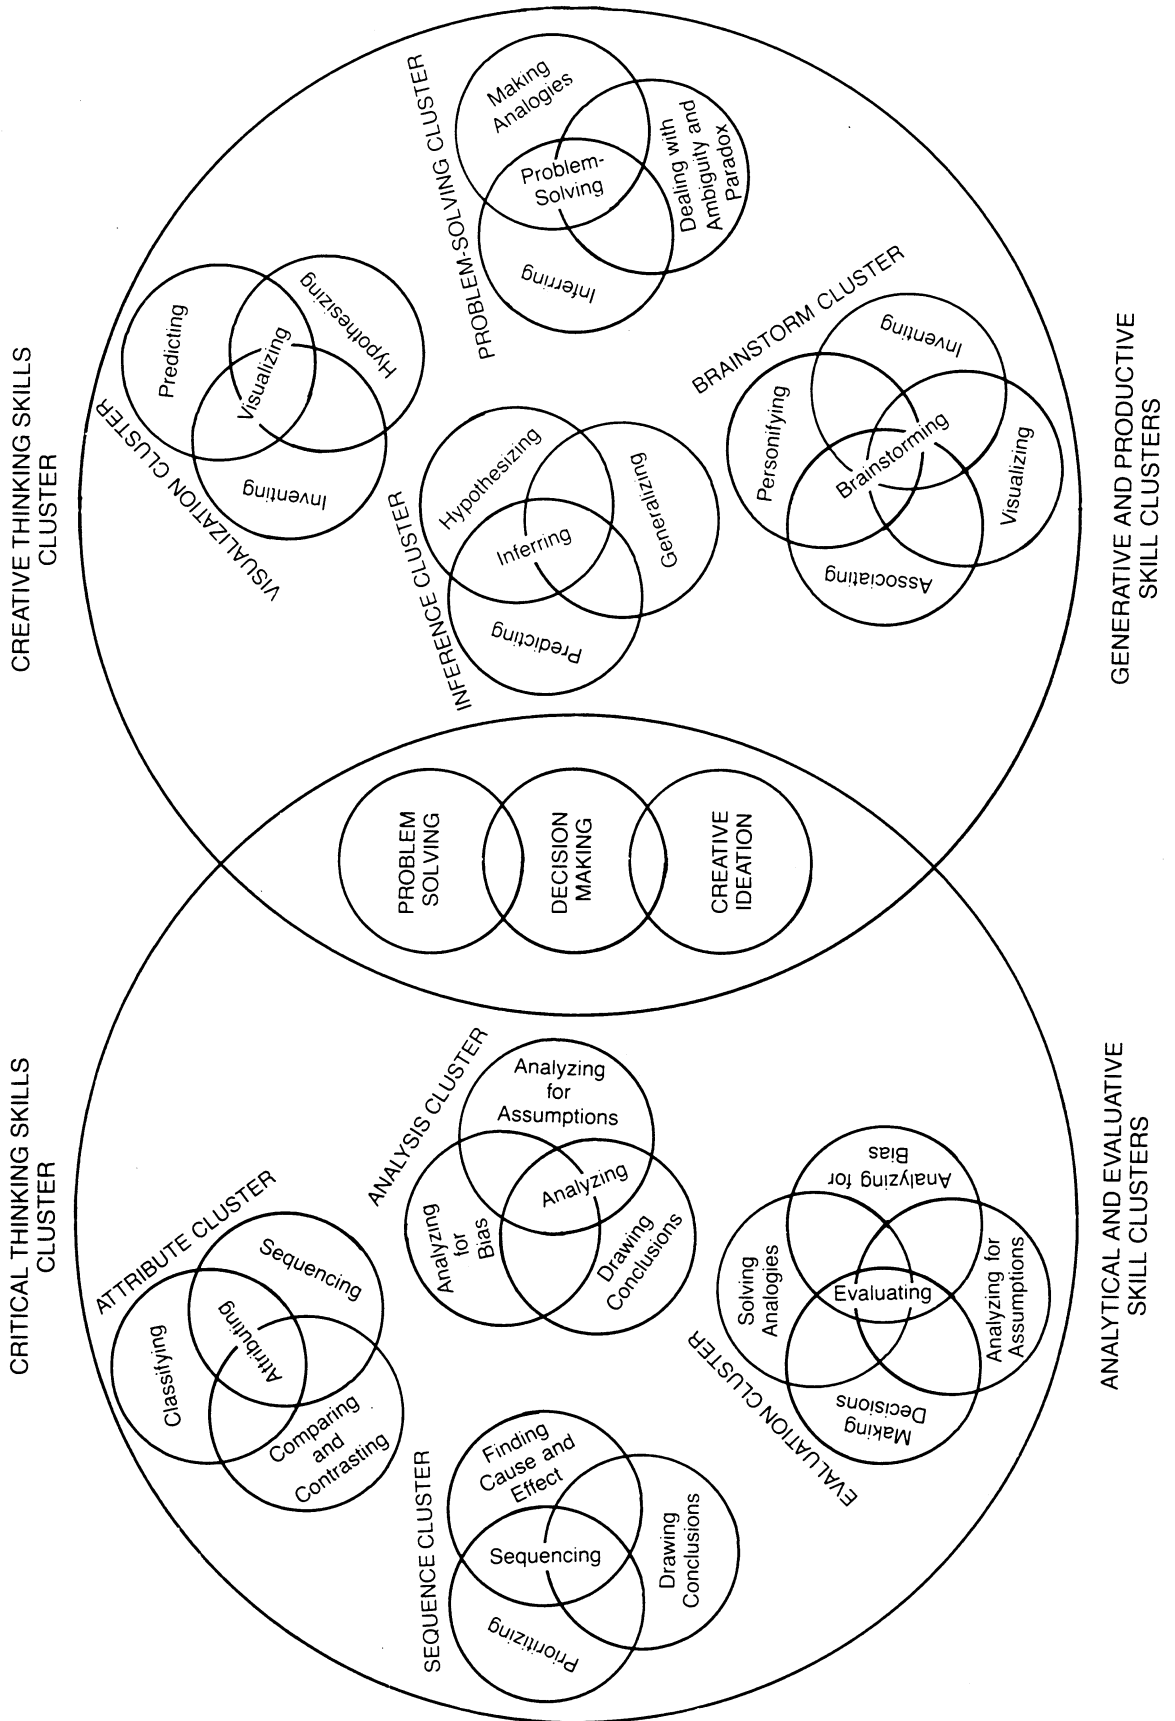 CRITICAL THINKING SKILLS
CLUSTER
CREATIVE THINKING SKILLS
CLUSTER
ATTRIBUTE CLUSTER
Classifying
Sequencing
Attributing
Comparing
and
Contrasting
SEQUENCE CLUSTER
Finding
Cause and
Effect
Sequencing
Prioritizing
Drawing
Conclusions
ANALYSIS CLUSTER
Analyzing
for
Bias
Analyzing
for
Assumptions
Analyzing
Drawing
Conclusions
EVALUATION CLUSTER
Solving
Analogies
Analyzing for
Bias
Evaluating
Making
Decisions
Analyzing for
Assumptions
PROBLEM
SOLVING
DECISION
MAKING
CREATIVE
IDEATION
VISUALIZATION CLUSTER
Predicting
Hypothesizing
Visualizing
Inventing
INFERENCE CLUSTER
Hypothesizing
Inferring
Predicting
Generalizing
PROBLEM-SOLVING CLUSTER
Making
Analogies
Problem-
Solving
Inferring
Dealing with
Ambiguity and
Paradox
BRAINSTORM CLUSTER
Personifying
Inventing
Brainstorming
Associating
Visualizing
ANALYTICAL AND EVALUATIVE
SKILL CLUSTERS
GENERATIVE AND PRODUCTIVE
SKILL CLUSTERS